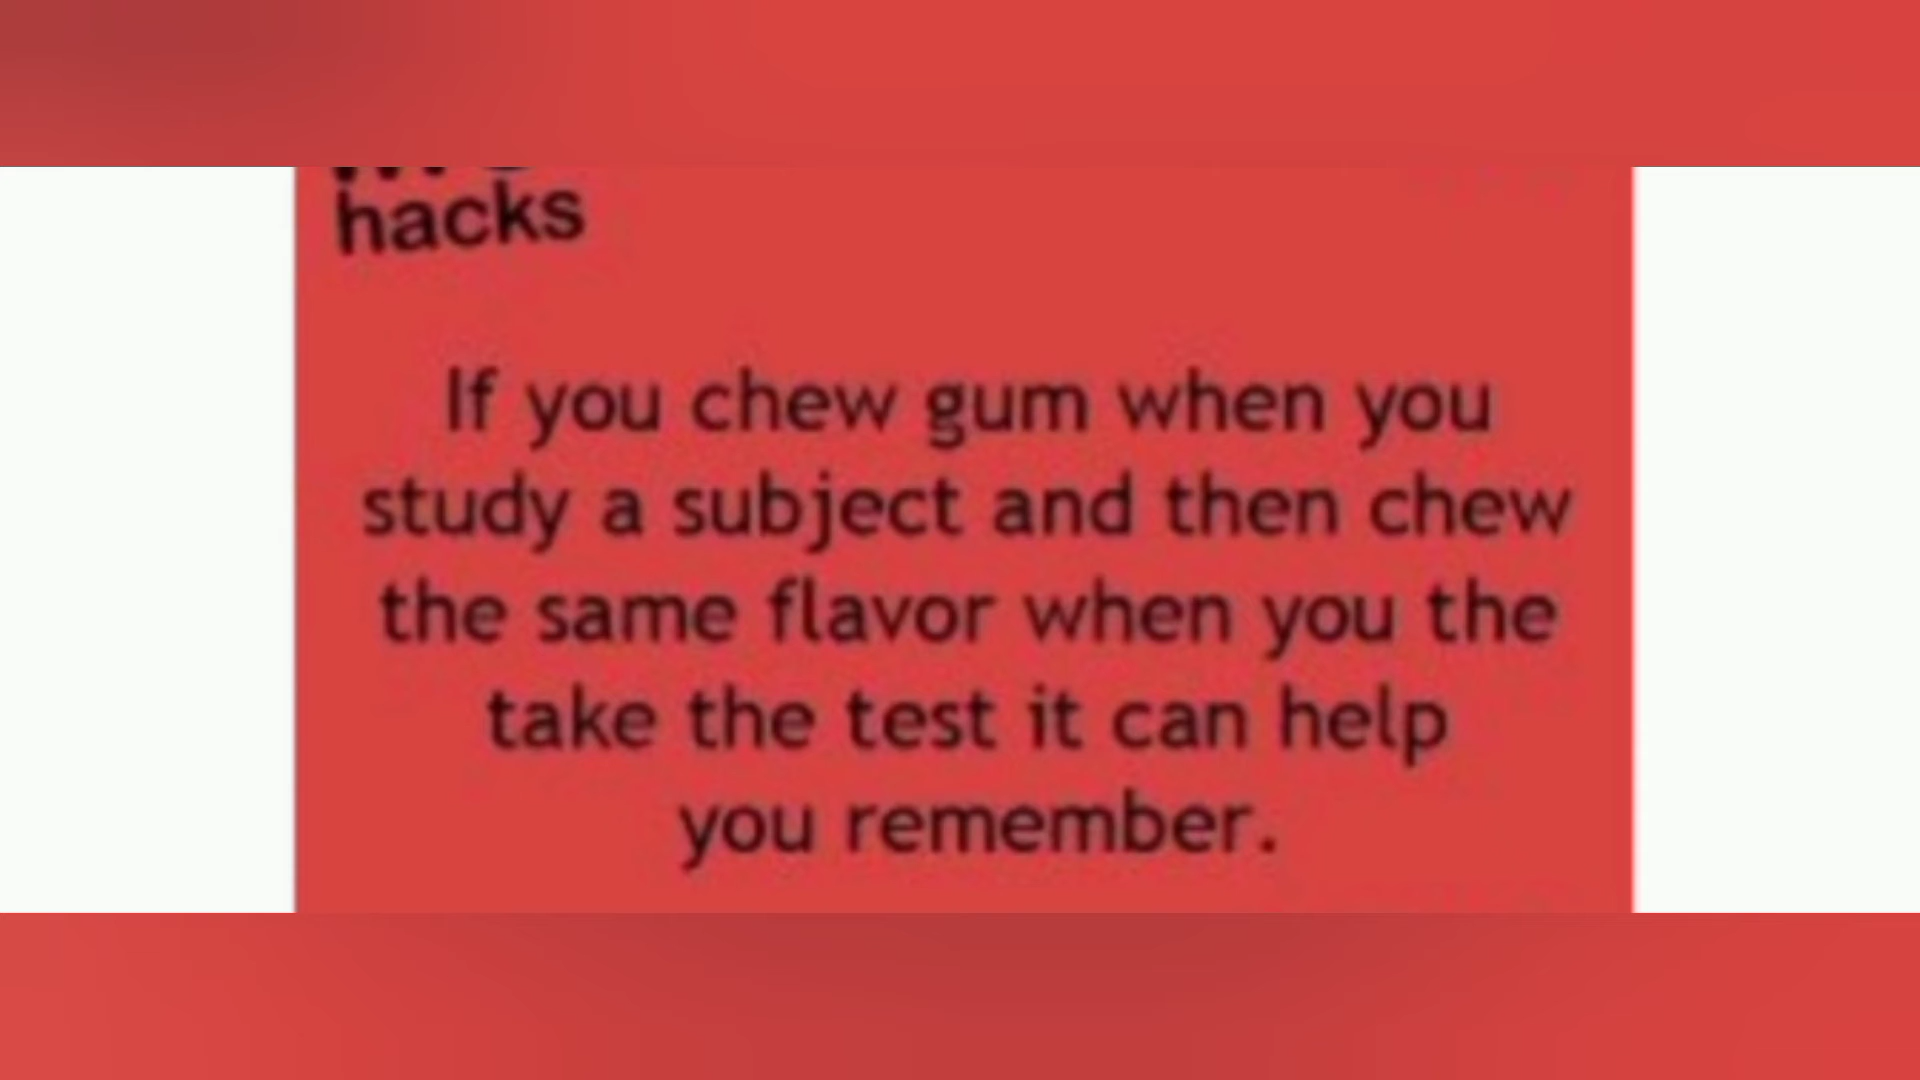 hacks
If you chew gum when you
study a subject and then chew
the same flavor when you the
take the test it can help
you remember.